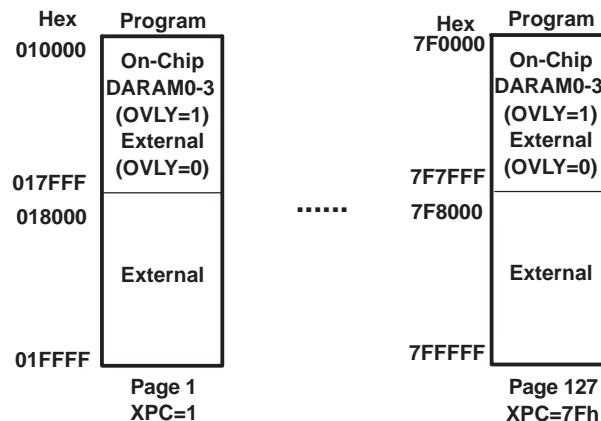 Hex
Program
010000
On-Chip
DARAM0-3
(OVLY=1)
External
(OVLY=0)
017FFF
018000
External
01FFFF
Page 1
XPC=1
......
Hex
Program
7F0000
On-Chip
DARAM0-3
(OVLY=1)
External
(OVLY=0)
7F7FFF
7F8000
External
7FFFFF
Page 127
XPC=7Fh